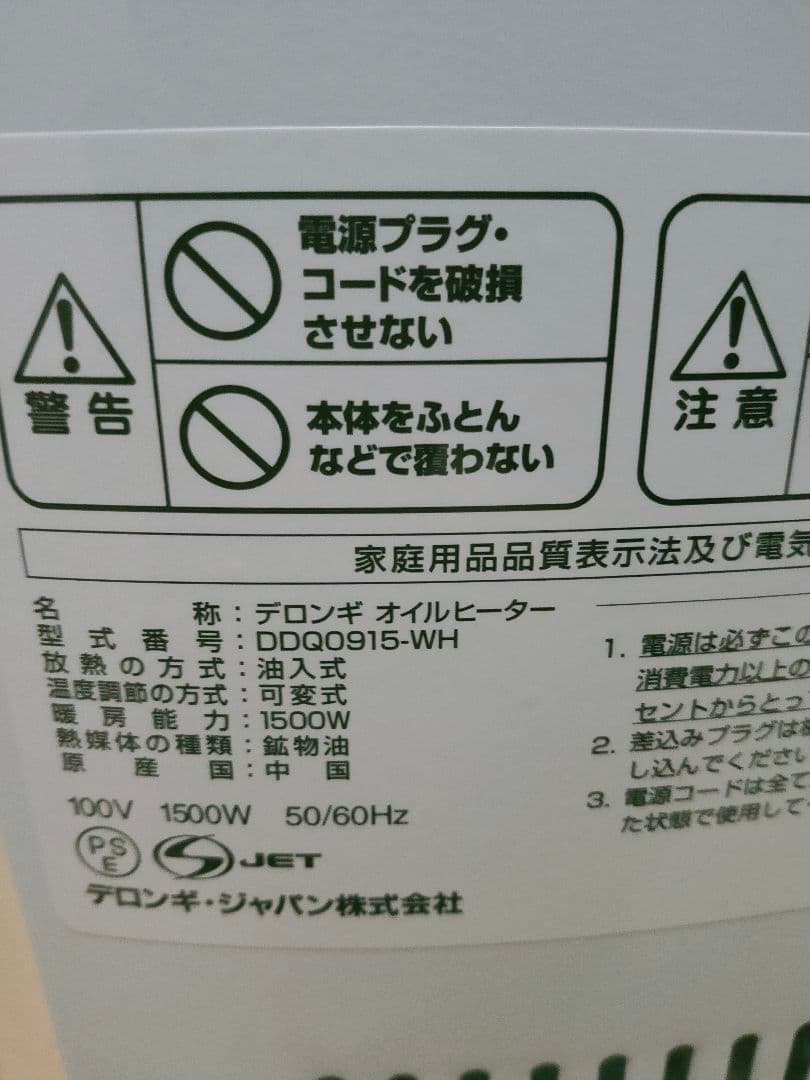 電源プラグ・
コードを破損
させない
警告
本体をふとん
などで覆わない
注意
家庭用品品質表示法及び電気
名称：デロンギ オイルヒーター
型式番号：DDQ0915-WH
放熱の方式：油入式
温度調節の方式：可変式
暖房能力：1500W
熱媒体の種類：鉱物油
原産国：中国
100V 1500W 50/60Hz
PSE JET
デロンギ・ジャパン株式会社
1. 電源は必ずこの
消費電力以上の
セントからとっ
2. 差込みプラグは
し込んでください
3. 電源コードは全て
た状態で使用して